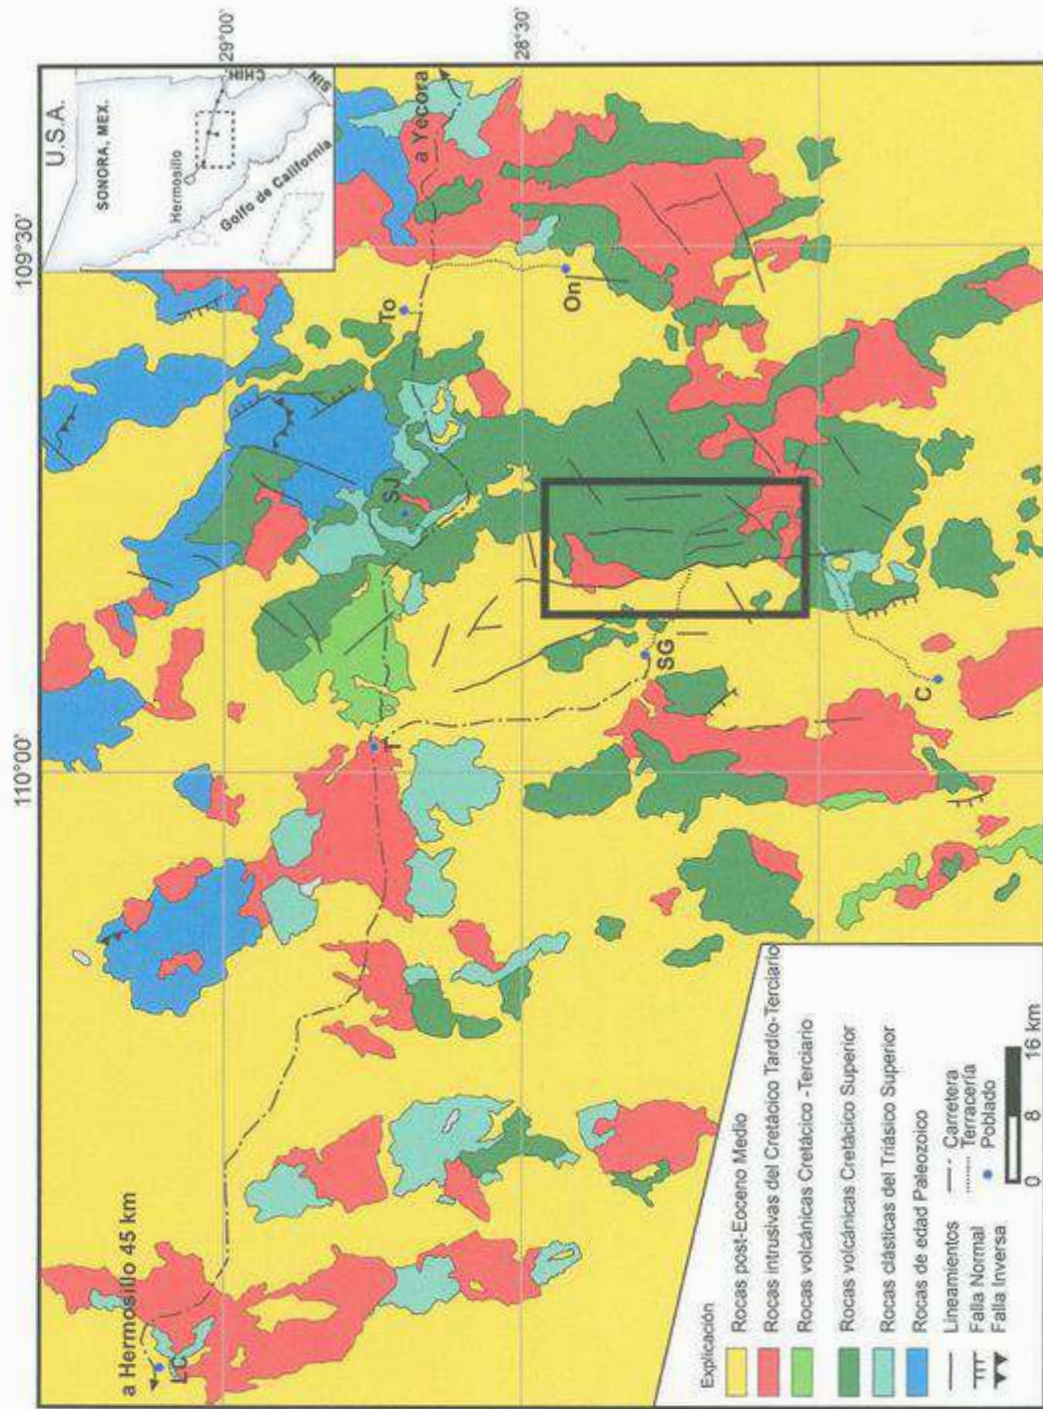 U.S.A.
SONORA, MEX.
CHIH
SIN
Hermosillo
Golfo de California
29°00'
28°30'
109°30'
110°00'
a Hermosillo 45 km
a Yécora
LC
T
SJ
To
On
SG
C
Explicación
Rocas post-Eoceno Medio
Rocas intrusivas del Cretácico Tardío-Terciario
Rocas volcánicas Cretácico -Terciario
Rocas volcánicas Cretácico Superior
Rocas clásticas del Triásico Superior
Rocas de edad Paleozoico
Lineamientos
Falla Normal
Falla Inversa
Carretera
Terracería
Poblado
0 8 16 km